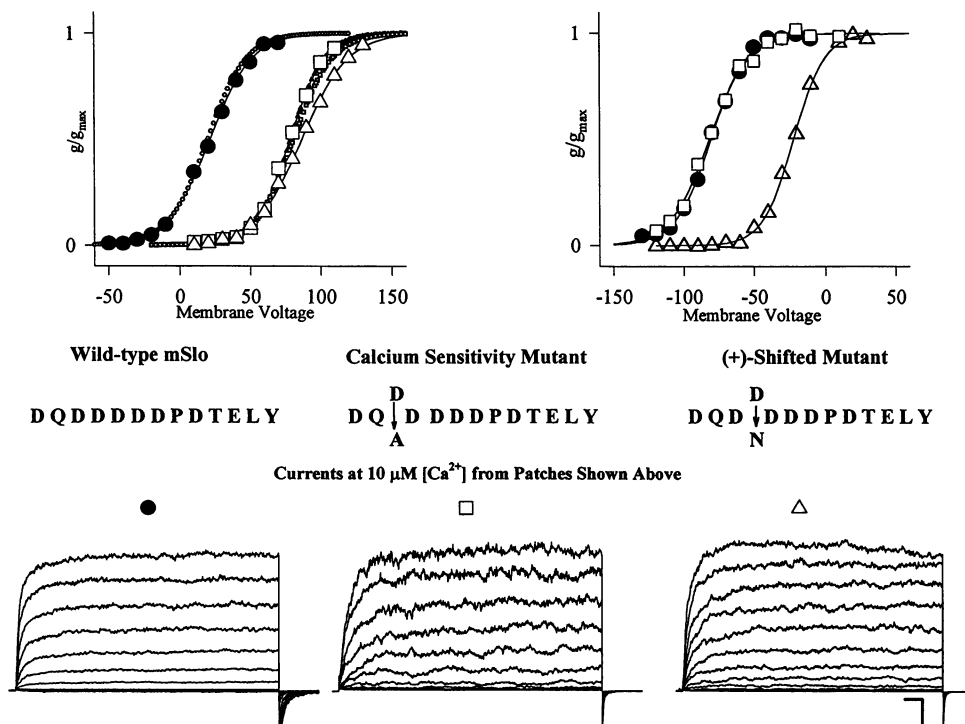 1
g/gmax
0
-50 0 50 100 150
Membrane Voltage
1
g/gmax
0
-150 -100 -50 0 50
Membrane Voltage
Wild-type mSlo
Calcium Sensitivity Mutant
(+)-Shifted Mutant
D Q D D D D D P D T E L Y
D
D Q D D D D P D T E L Y
A
D
D Q D D D D P D T E L Y
N
Currents at 10 μM [Ca2+] from Patches Shown Above